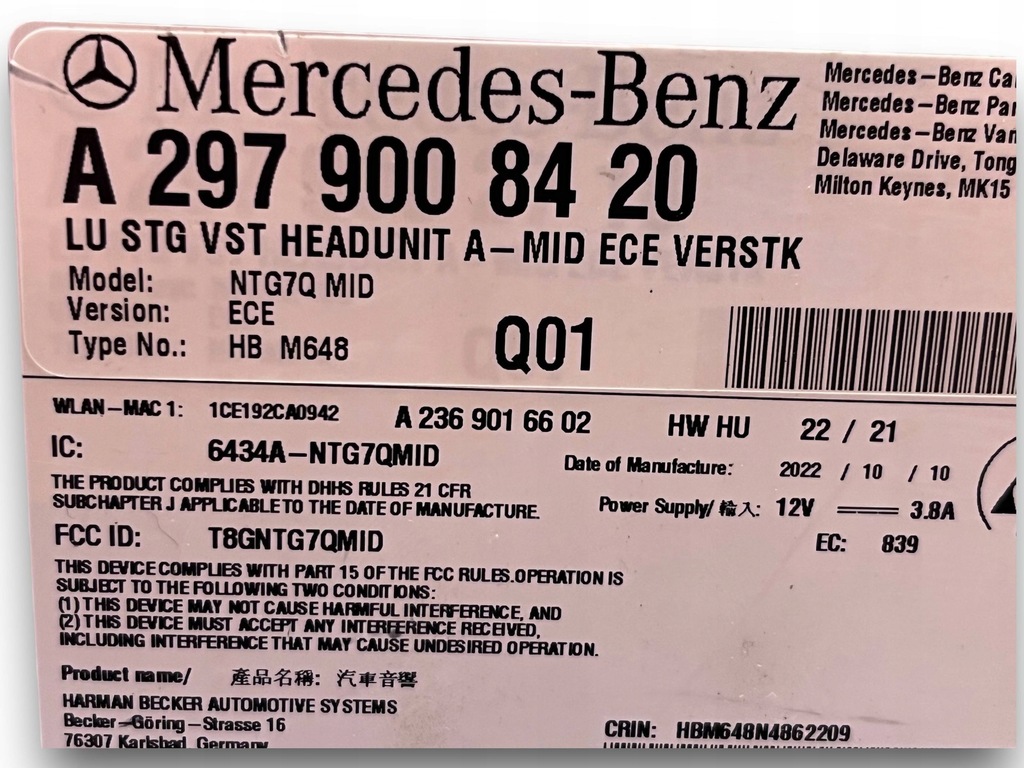 Mercedes-Benz
A 297 900 84 20
LU STG VST HEADUNIT A-MID ECE VERSTK
Model: NTG7Q MID
Version: ECE
Type No.: HB M648
Q01
Mercedes-Benz Ca
Mercedes-Benz Par
Mercedes-Benz Van
Delaware Drive, Tong
Milton Keynes, MK15
WLAN-MAC 1: 1CE192CA0942 A 236 901 66 02 HW HU 22 / 21
IC: 6434A-NTG7QMID
Date of Manufacture: 2022 / 10 / 10
THE PRODUCT COMPLIES WITH DHHS RULES 21 CFR
SUBCHAPTER J APPLICABLE TO THE DATE OF MANUFACTURE.
Power Supply/ 輸入: 12V 3.8A
FCC ID: T8GNTG7QMID
EC: 839
THIS DEVICE COMPLIES WITH PART 15 OF THE FCC RULES.OPERATION IS
SUBJECT TO THE FOLLOWING TWO CONDITIONS:
(1) THIS DEVICE MAY NOT CAUSE HARMFUL INTERFERENCE, AND
(2) THIS DEVICE MUST ACCEPT ANY INTERFERENCE RECEIVED,
INCLUDING INTERFERENCE THAT MAY CAUSE UNDESIRED OPERATION.
Product name/ 產品名稱: 汽車音響
HARMAN BECKER AUTOMOTIVE SYSTEMS
Becker-Göring-Strasse 16
76307 Karlsbad, Germany
CRIN: HBM648N4862209